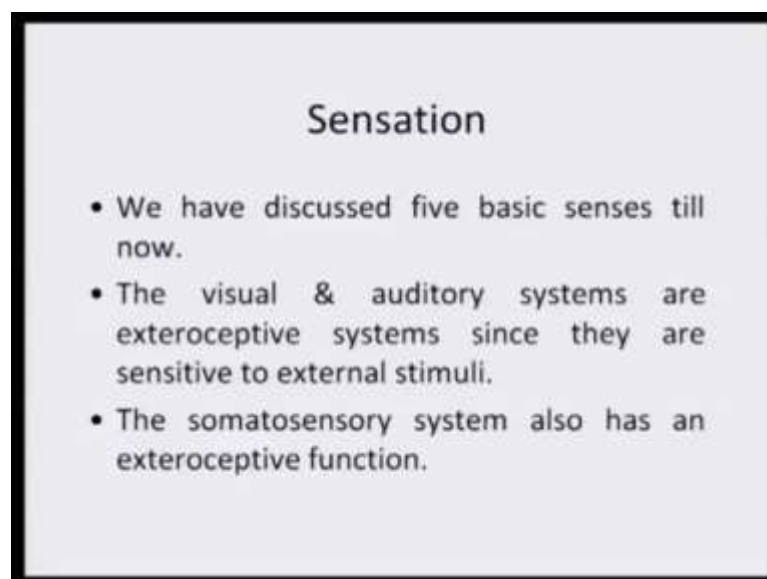 Sensation
• We have discussed five basic senses till
now.
• The visual & auditory systems are
exteroceptive systems since they are
sensitive to external stimuli.
• The somatosensory system also has an
exteroceptive function.